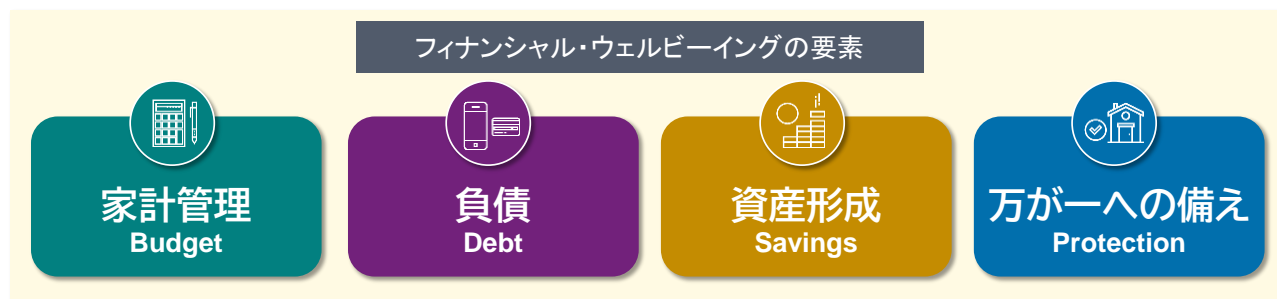 フィナンシャル・ウェルビーイングの要素
家計管理
Budget
負債
Debt
資産形成
Savings
万が一への備え
Protection